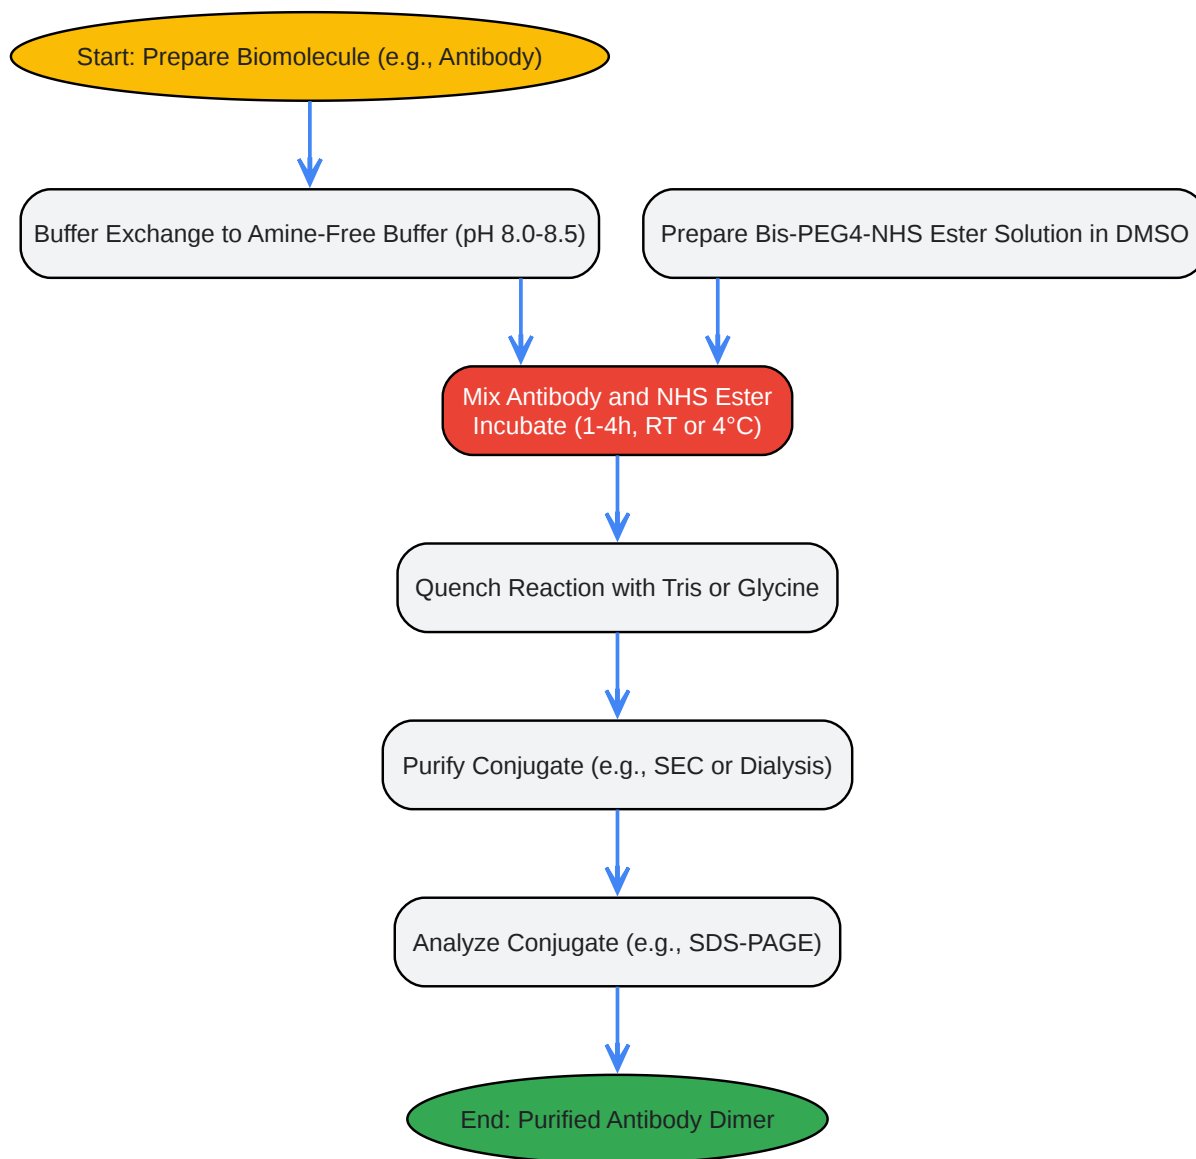 Start: Prepare Biomolecule (e.g., Antibody)
Buffer Exchange to Amine-Free Buffer (pH 8.0-8.5)
Prepare Bis-PEG4-NHS Ester Solution in DMSO
Mix Antibody and NHS Ester
Incubate (1-4h, RT or 4°C)
Quench Reaction with Tris or Glycine
Purify Conjugate (e.g., SEC or Dialysis)
Analyze Conjugate (e.g., SDS-PAGE)
End: Purified Antibody Dimer